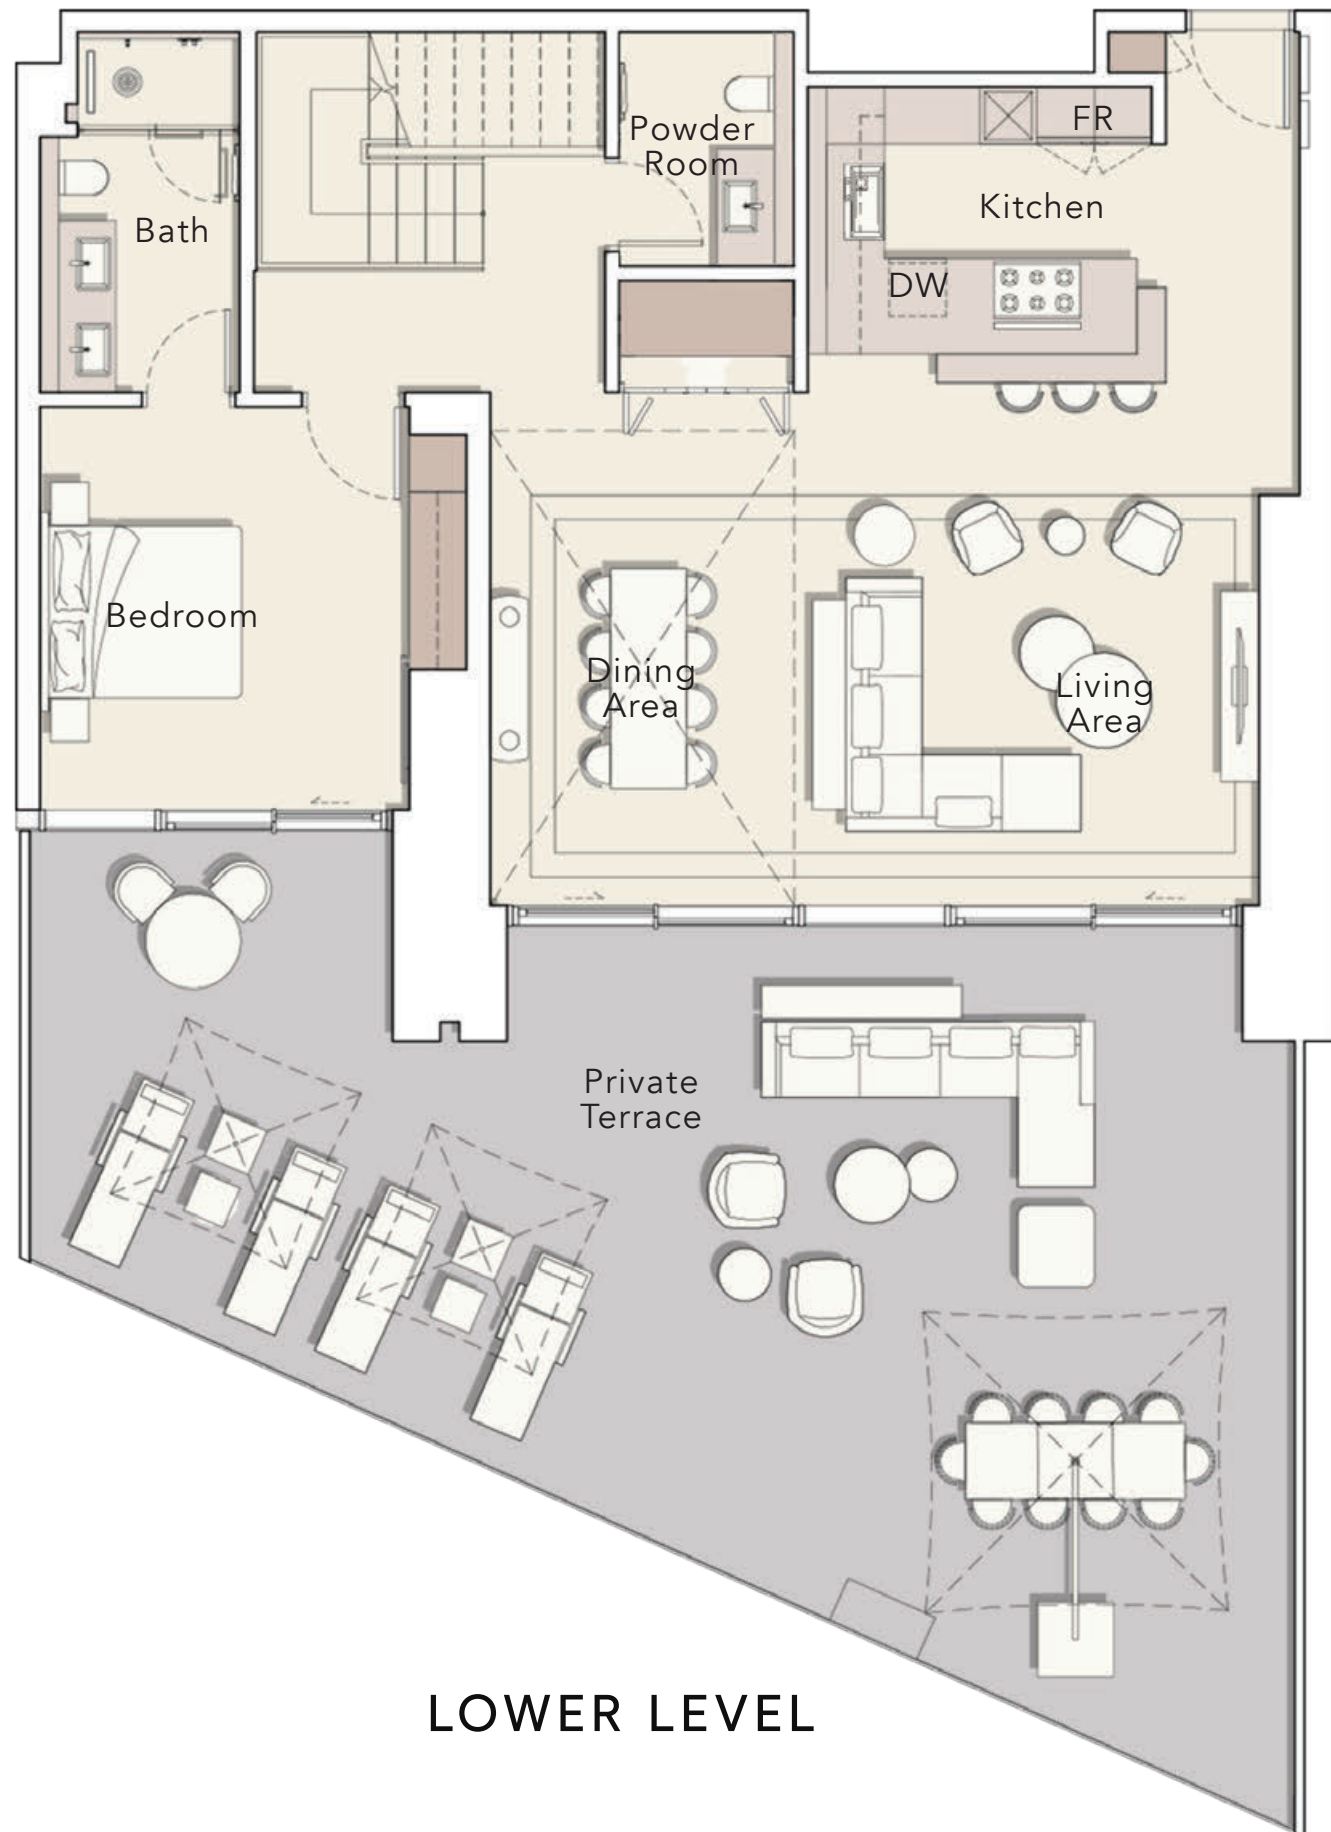 Powder
Room
FR
Kitchen
Bath
DW
Bedroom
Dining
Area
Living
Area
Private
Terrace
LOWER LEVEL